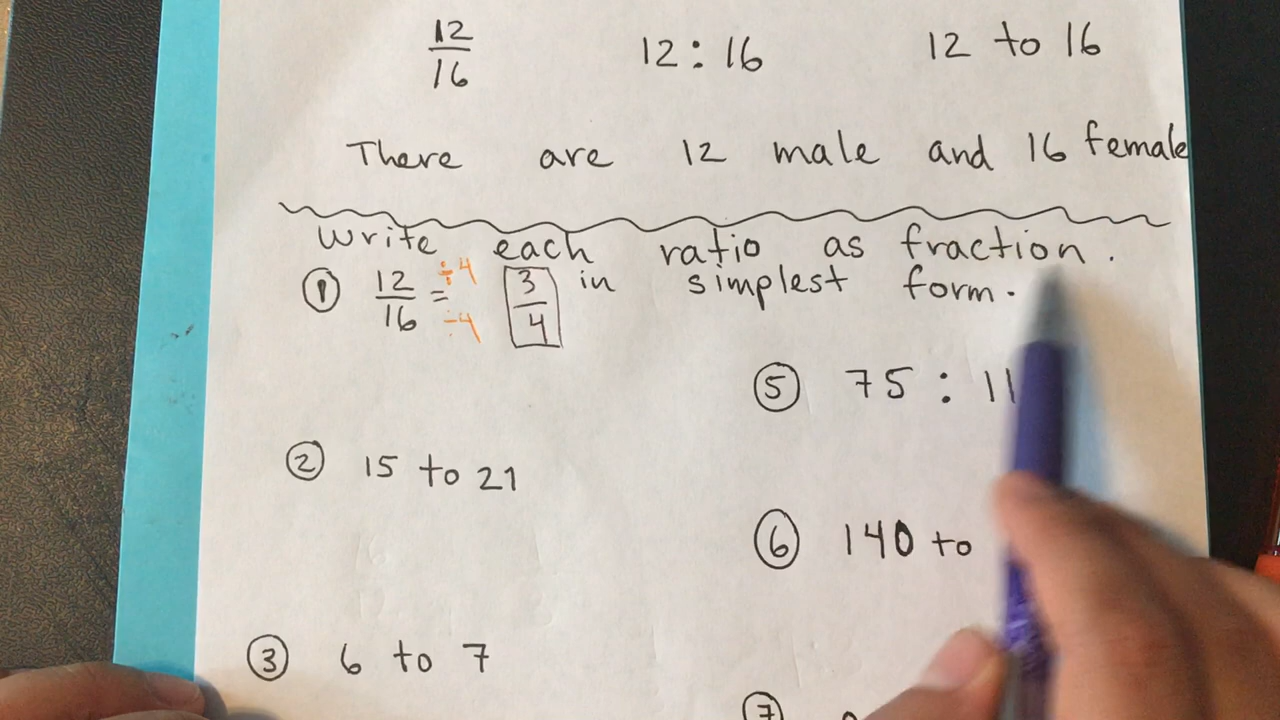 12/16 12 : 16 12 to 16
There are 12 male and 16 female
Write each ratio as fraction.
in simplest form.
① 12/16 = ÷4 ÷4 3/4
⑤ 75 : 11
② 15 to 21
⑥ 140 to
③ 6 to 7
⑦